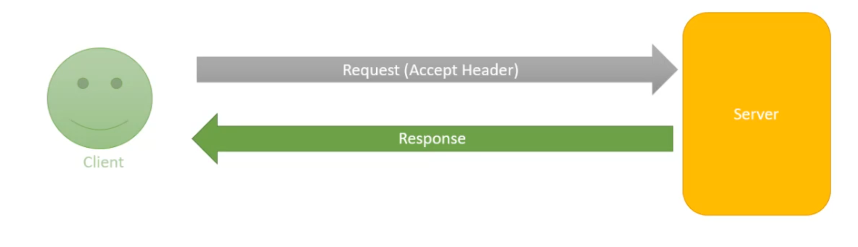 Request (Accept Header)
Server
Response
Client